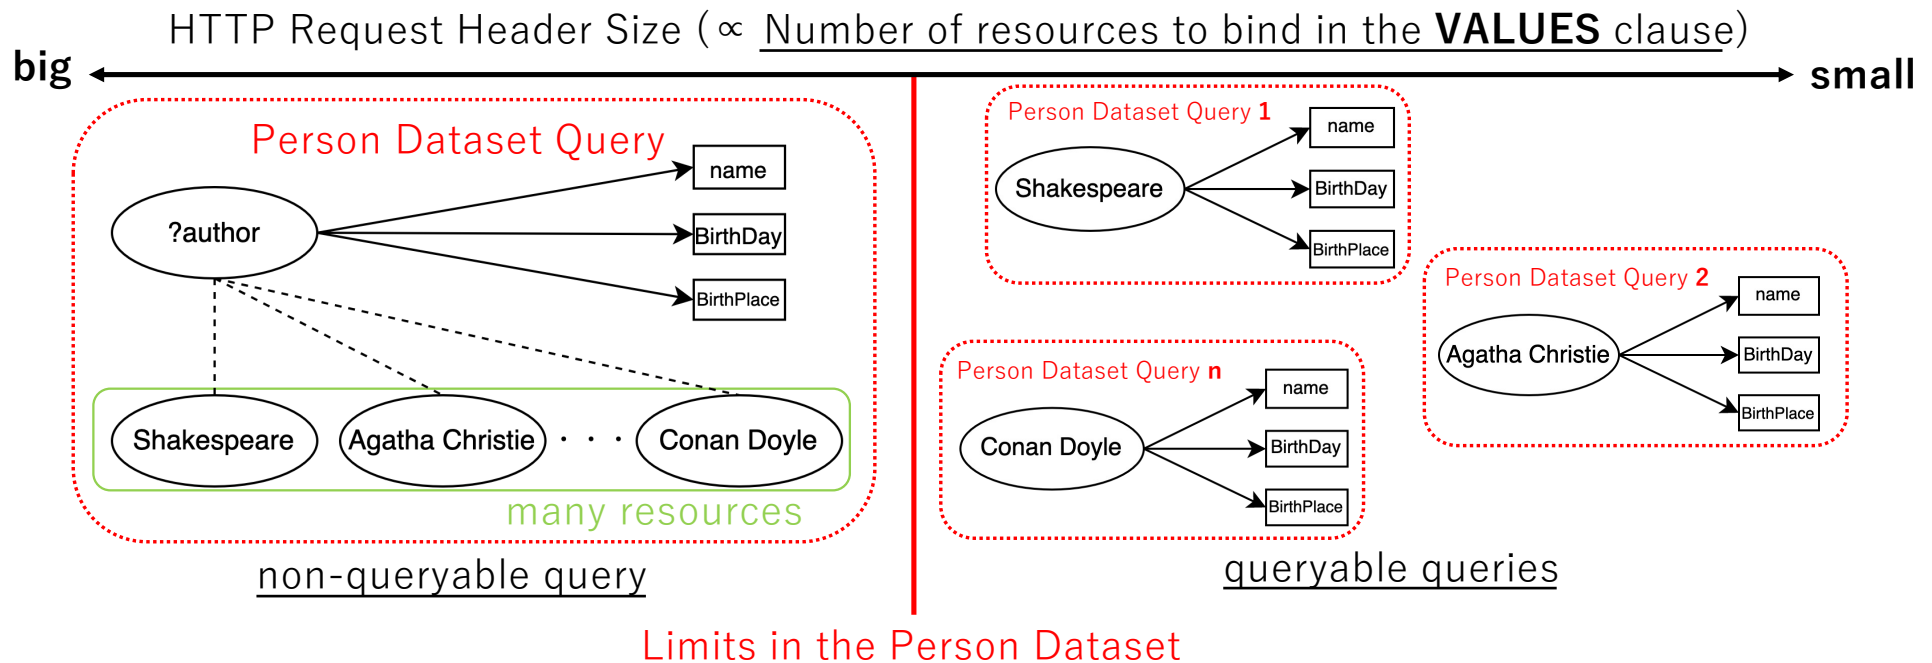 HTTP Request Header Size (∝ Number of resources to bind in the VALUES clause)
big
small
Person Dataset Query
name
?author
BirthDay
BirthPlace
Shakespeare
Agatha Christie
· · ·
Conan Doyle
many resources
non-queryable query
Person Dataset Query 1
name
Shakespeare
BirthDay
BirthPlace
Person Dataset Query 2
name
Agatha Christie
BirthDay
BirthPlace
Person Dataset Query n
name
Conan Doyle
BirthDay
BirthPlace
queryable queries
Limits in the Person Dataset